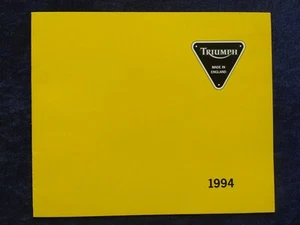 TRIUMPH
MADE IN
ENGLAND
1994